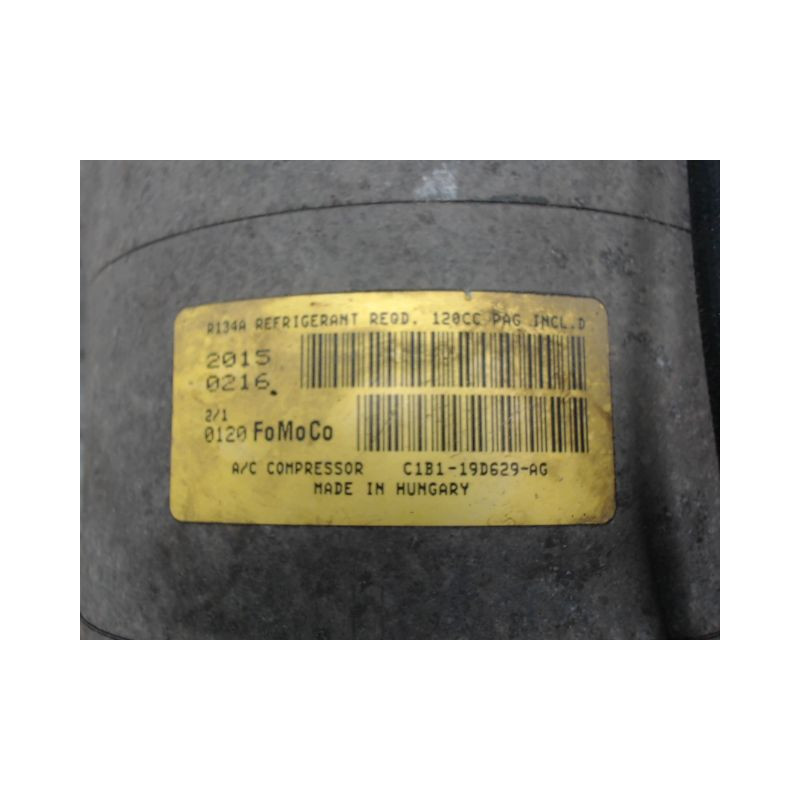 R134A REFRIGERANT REQD. 120CC PAG INCL.D
2015
0216.
2/1
0120 FoMoCo
A/C COMPRESSOR C1B1-19D629-AG
MADE IN HUNGARY